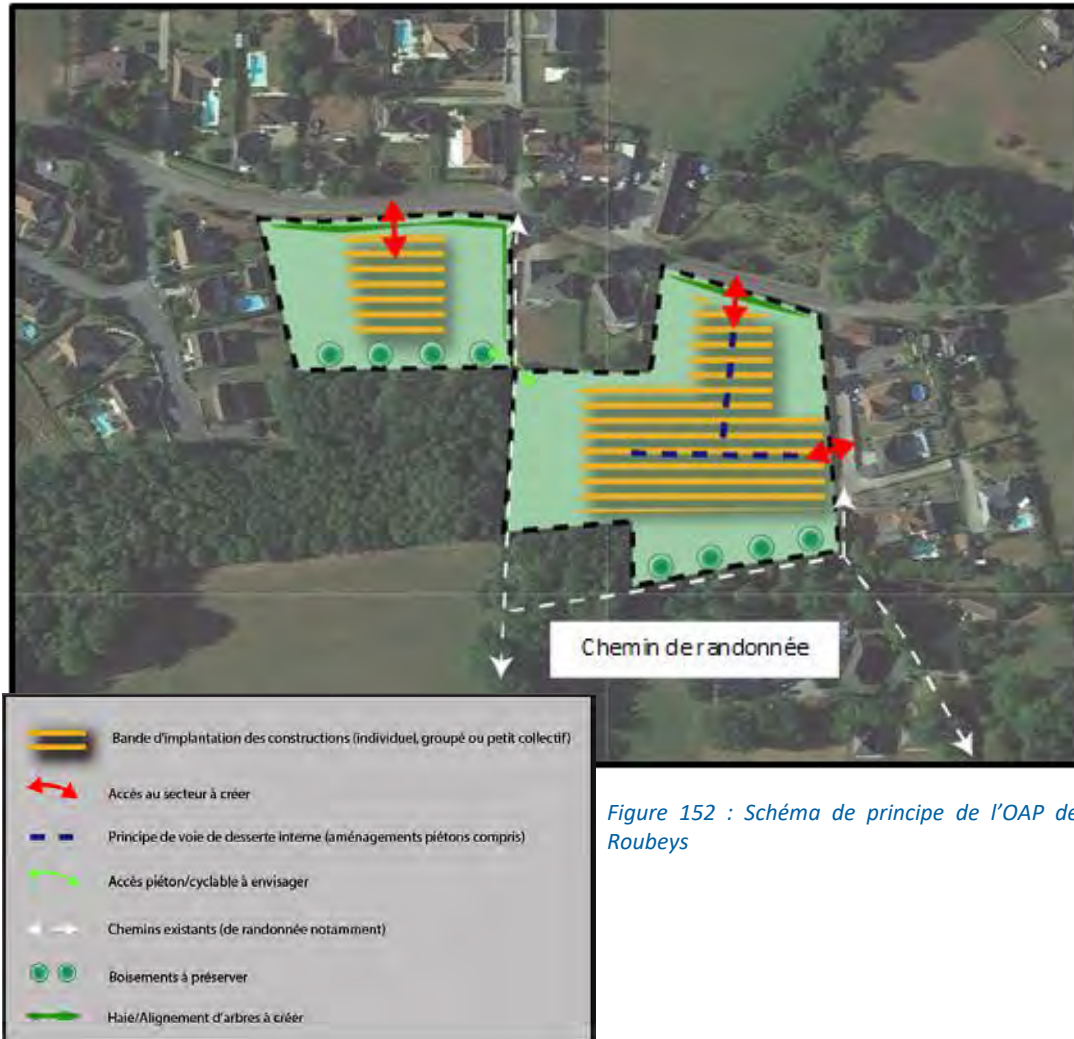 Chemin de randonnée
Bande d'implantation des constructions (individuel, groupé ou petit collectif)
Accès au secteur à créer
Principe de voie de desserte interne (aménagements piétons compris)
Accès piéton/cyclable à envisager
Chemins existants (de randonnée notamment)
Boisements à préserver
Haie/Alignement d'arbres à créer
Figure 152 : Schéma de principe de l'OAP de
Roubeys